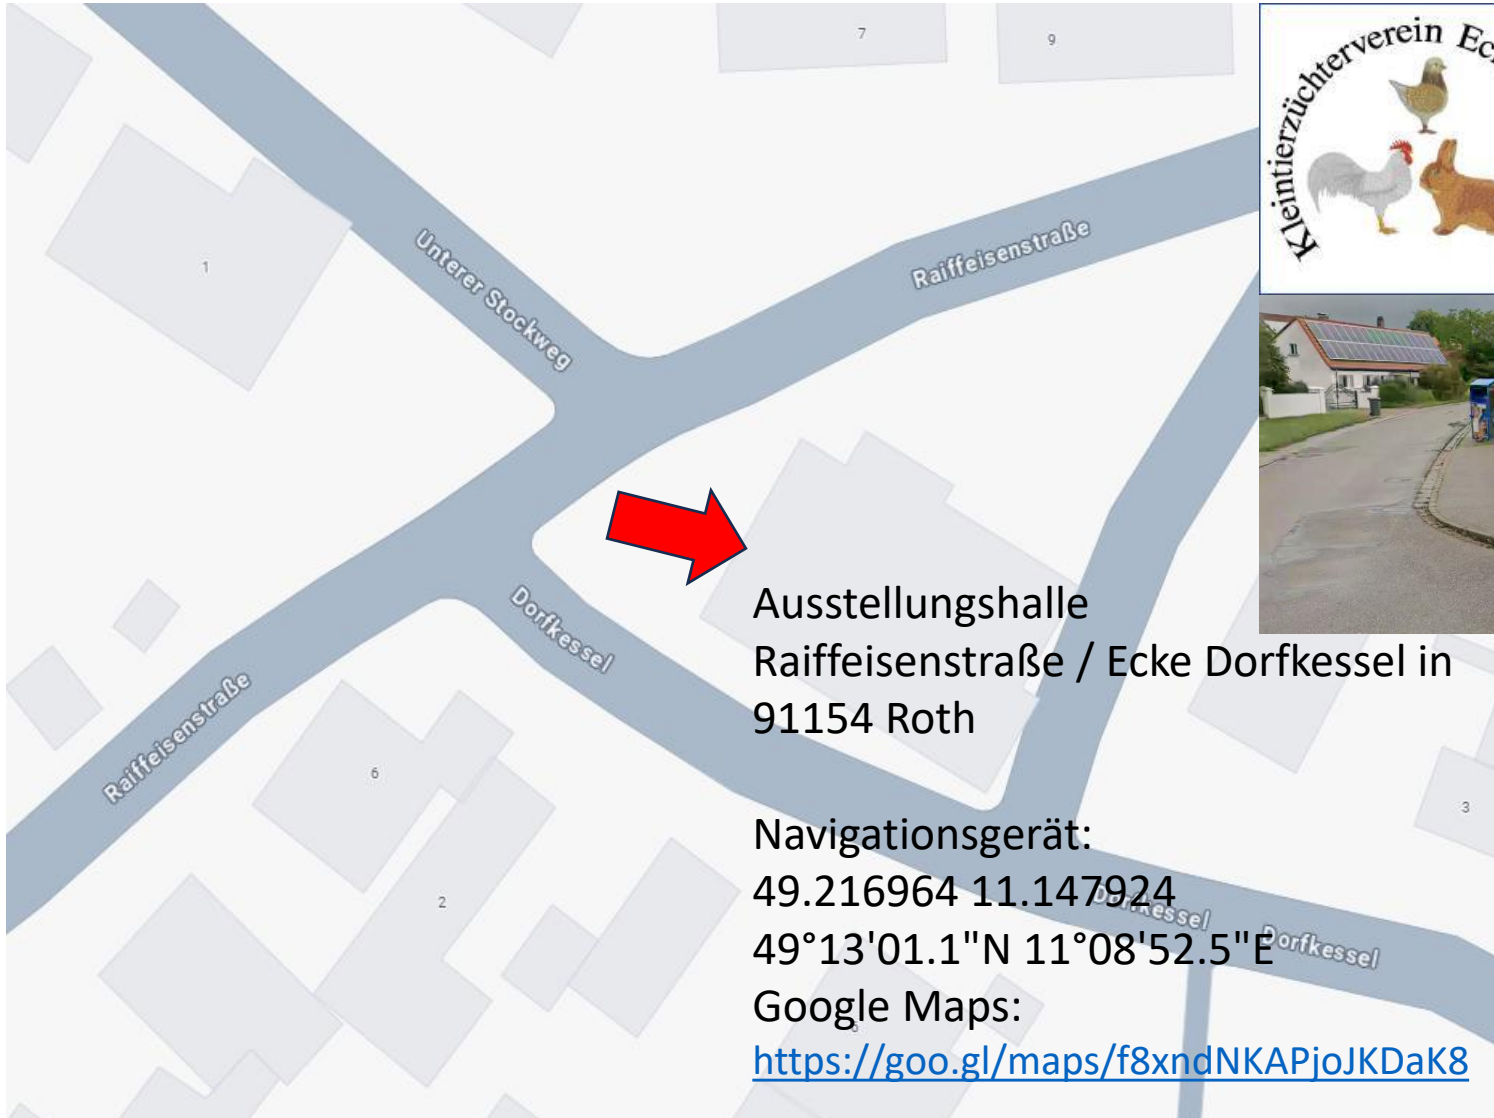 7
9
Kleintierzüchterverein
1
Unterer Stockweg
Raiffeisenstraße
Ausstellungshalle
Raiffeisenstraße / Ecke Dorfkessel in
91154 Roth
Dorfkessel
Raiffeisenstraße
6
3
2
Navigationsgerät:
49.216964 11.147924
49°13'01.1"N 11°08'52.5"E
Dorfkessel
Dorfkessel
Google Maps:
https://goo.gl/maps/f8xndNKAPjoJKDaK8